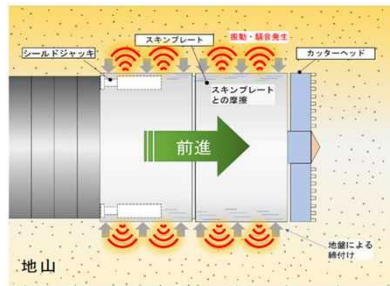 スキンプレート
振動・騒音発生
シールドジャッキ
カッターヘッド
スキンプレート
との摩擦
前進
地盤による
締付け
地山